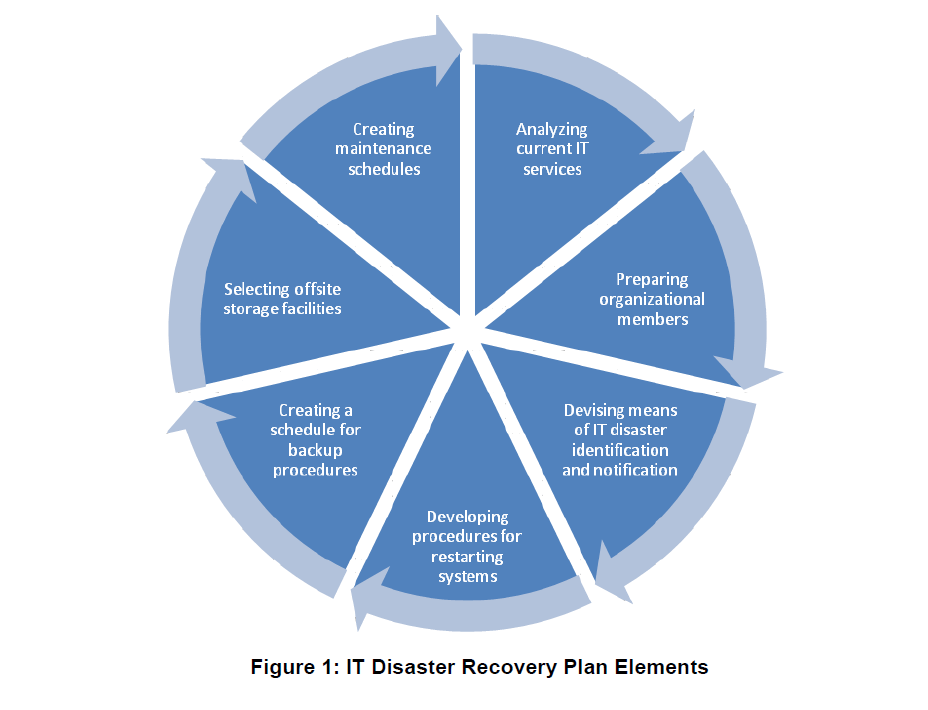 Creating
maintenance
schedules
Analyzing
current IT
services
Preparing
organizational
members
Devising means
of IT disaster
identification
and notification
Developing
procedures for
restarting
systems
Creating a
schedule for
backup
procedures
Selecting offsite
storage facilities
Figure 1: IT Disaster Recovery Plan Elements